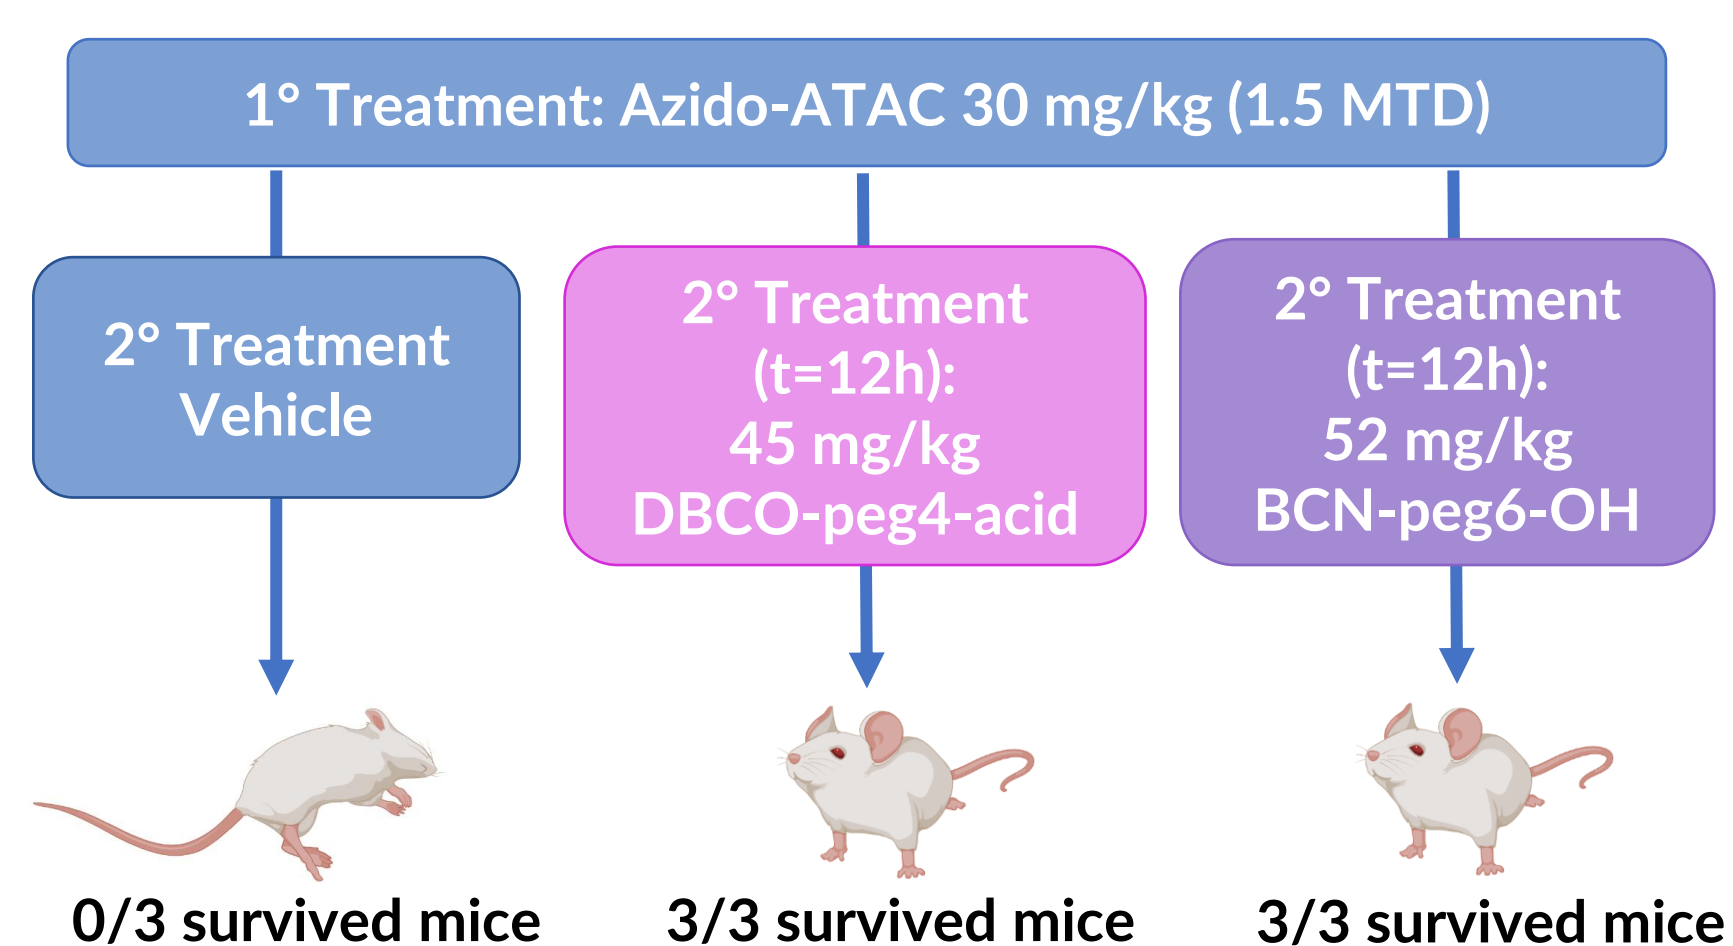 1° Treatment: Azido-ATAC 30 mg/kg (1.5 MTD)
2° Treatment
Vehicle
2° Treatment
(t=12h):
45 mg/kg
DBCO-peg4-acid
2° Treatment
(t=12h):
52 mg/kg
BCN-peg6-OH
0/3 survived mice
3/3 survived mice
3/3 survived mice